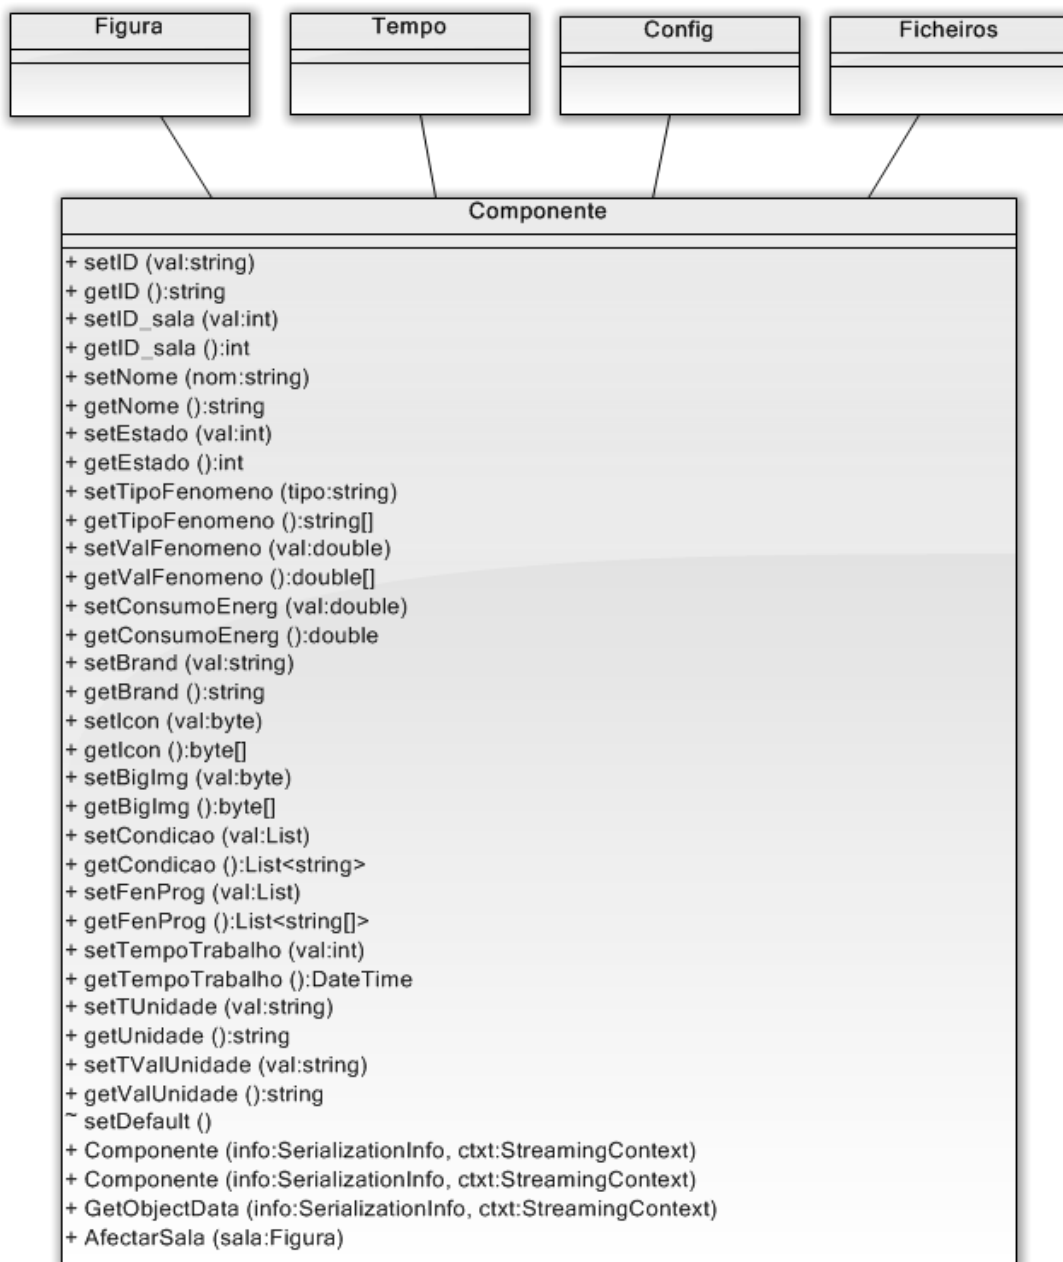 Figura
Tempo
Config
Ficheiros
Componente
+ setID (val:string)
+ getID ():string
+ setID_sala (val:int)
+ getID_sala ():int
+ setNome (nom:string)
+ getNome ():string
+ setEstado (val:int)
+ getEstado ():int
+ setTipoFenomeno (tipo:string)
+ getTipoFenomeno ():string[]
+ setValFenomeno (val:double)
+ getValFenomeno ():double[]
+ setConsumoEnerg (val:double)
+ getConsumoEnerg ():double
+ setBrand (val:string)
+ getBrand ():string
+ setIcon (val:byte)
+ getIcon ():byte[]
+ setBigImg (val:byte)
+ getBigImg ():byte[]
+ setCondicao (val:List)
+ getCondicao ():List<string>
+ setFenProg (val:List)
+ getFenProg ():List<string[]>
+ setTempoTrabalho (val:int)
+ getTempoTrabalho ():DateTime
+ setTUnidade (val:string)
+ getUnidade ():string
+ setTValUnidade (val:string)
+ getValUnidade ():string
~ setDefault ()
+ Componente (info:SerializationInfo, ctxt:StreamingContext)
+ Componente (info:SerializationInfo, ctxt:StreamingContext)
+ GetObjectData (info:SerializationInfo, ctxt:StreamingContext)
+ AfectarSala (sala:Figura)